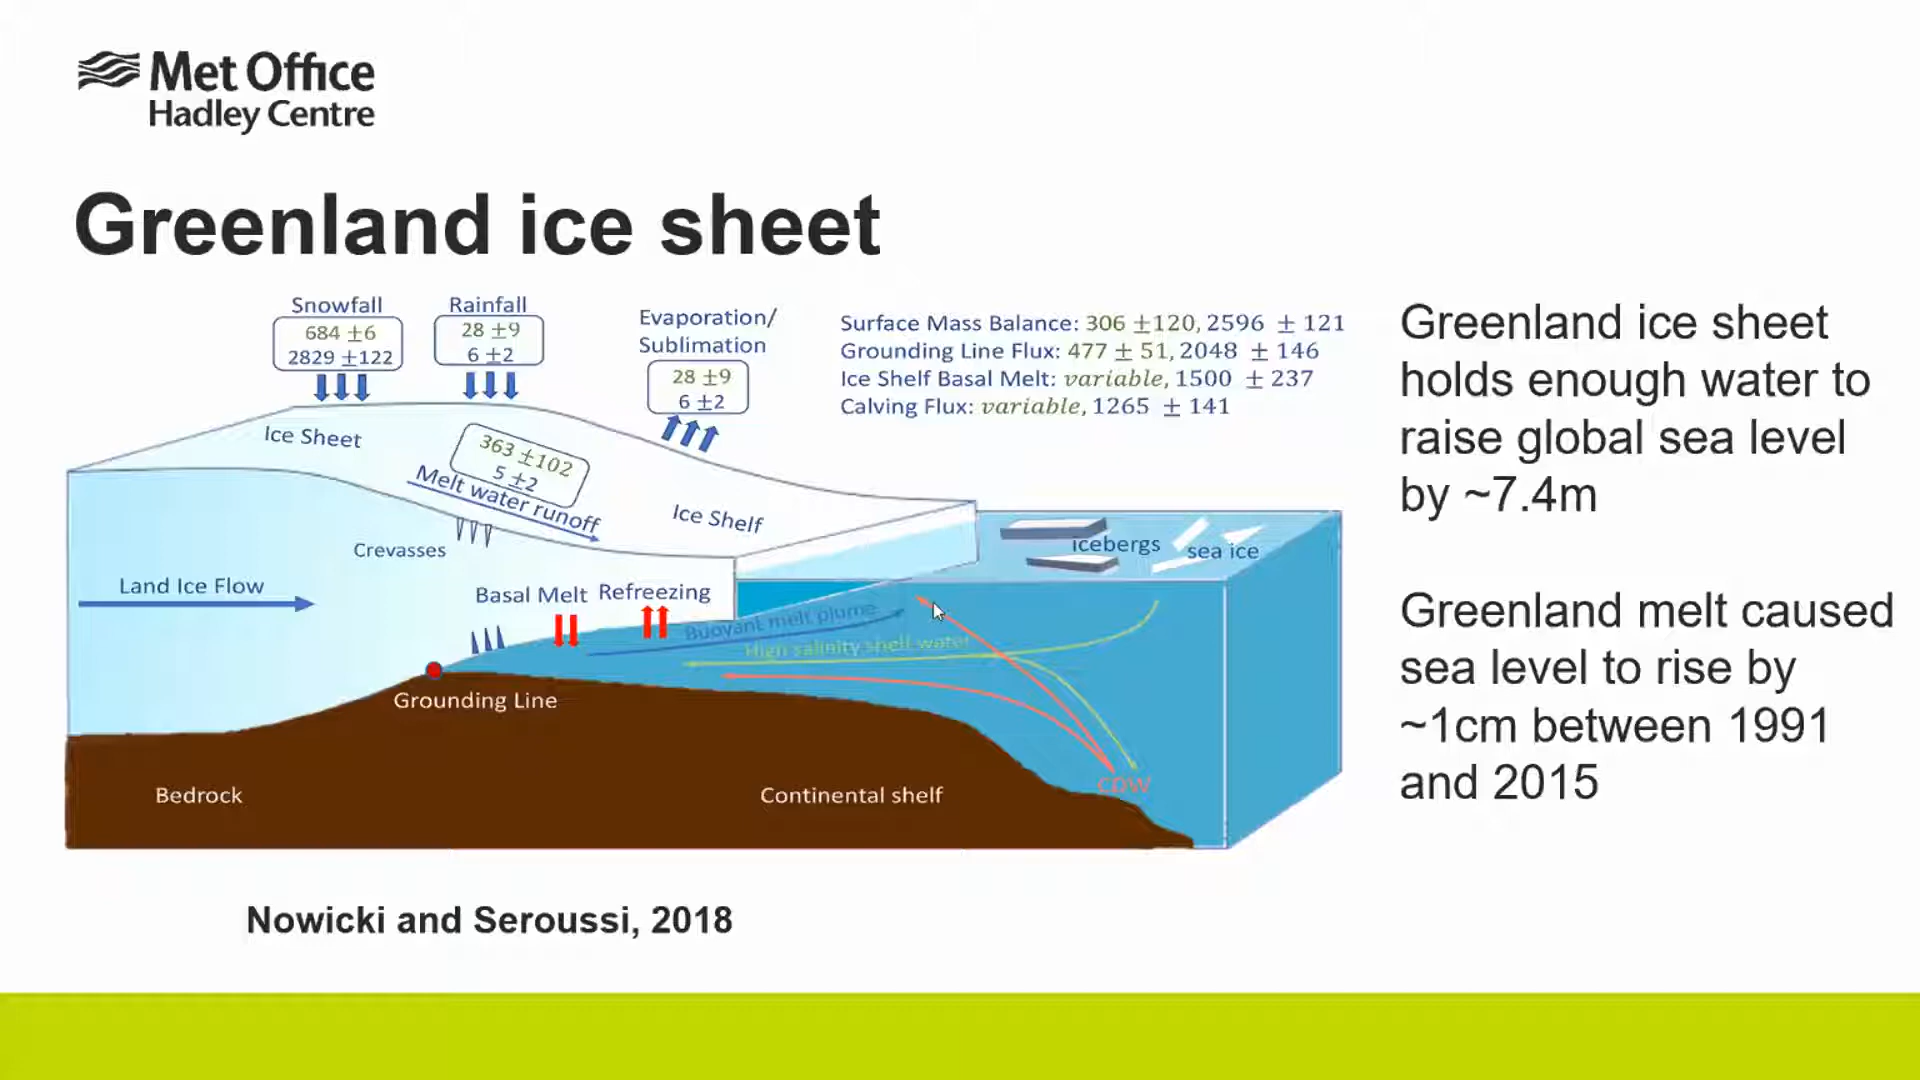 Met Office
Hadley Centre
Greenland ice sheet
Snowfall
684 ±6
2829 ±122
Rainfall
28 ±9
6 ±2
Evaporation/
Sublimation
28 ±9
6 ±2
Surface Mass Balance: 306 ±120, 2596 ± 121
Grounding Line Flux: 477 ± 51, 2048 ± 146
Ice Shelf Basal Melt: variable, 1500 ± 237
Calving Flux: variable, 1265 ± 141
Ice Sheet
363 ±102
5 ±2
Melt water runoff
Ice Shelf
Crevasses
icebergs
sea ice
Land Ice Flow
Basal Melt
Refreezing
Buoyant melt plume
High salinity shelf water
Grounding Line
CDW
Bedrock
Continental shelf
Nowicki and Seroussi, 2018
Greenland ice sheet
holds enough water to
raise global sea level
by ~7.4m
Greenland melt caused
sea level to rise by
~1cm between 1991
and 2015